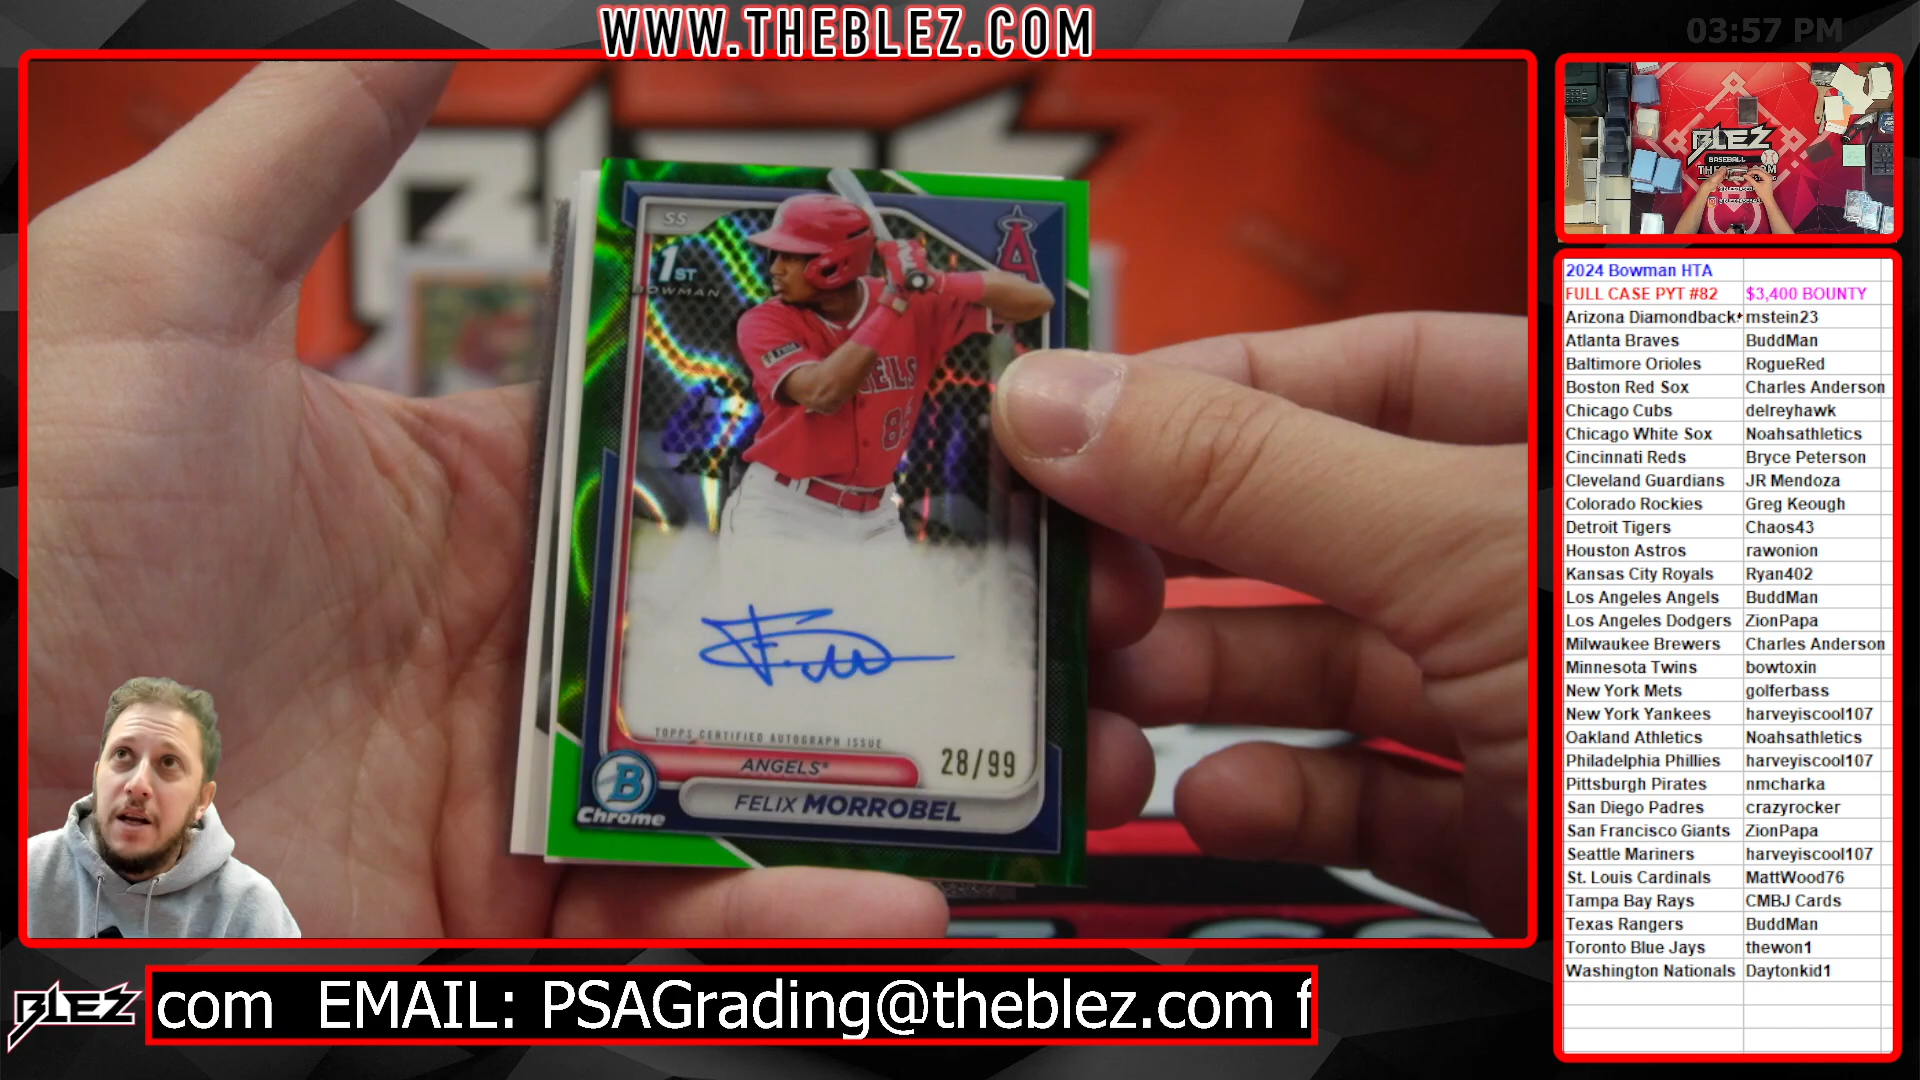 WWW.THEBLEZ.COM
03:57 PM
SS
1ST
BOWMAN
A
TOPPS CERTIFIED AUTOGRAPH ISSUE
28/99
ANGELS®
B
Chrome
FELIX MORROBEL
BLEZ
BASEBALL
2024 Bowman HTA
FULL CASE PYT #82 $3,400 BOUNTY
Arizona Diamondback mstein23
Atlanta Braves BuddMan
Baltimore Orioles RogueRed
Boston Red Sox Charles Anderson
Chicago Cubs delreyhawk
Chicago White Sox Noahsathletics
Cincinnati Reds Bryce Peterson
Cleveland Guardians JR Mendoza
Colorado Rockies Greg Keough
Detroit Tigers Chaos43
Houston Astros rawonion
Kansas City Royals Ryan402
Los Angeles Angels BuddMan
Los Angeles Dodgers ZionPapa
Milwaukee Brewers Charles Anderson
Minnesota Twins bowtoxin
New York Mets golferbass
New York Yankees harveyiscool107
Oakland Athletics Noahsathletics
Philadelphia Phillies harveyiscool107
Pittsburgh Pirates nmcharka
San Diego Padres crazyrocker
San Francisco Giants ZionPapa
Seattle Mariners harveyiscool107
St. Louis Cardinals MattWood76
Tampa Bay Rays CMBJ Cards
Texas Rangers BuddMan
Toronto Blue Jays thewon1
Washington Nationals Daytonkid1
BLEZ
com EMAIL: PSAGrading@theblez.com f